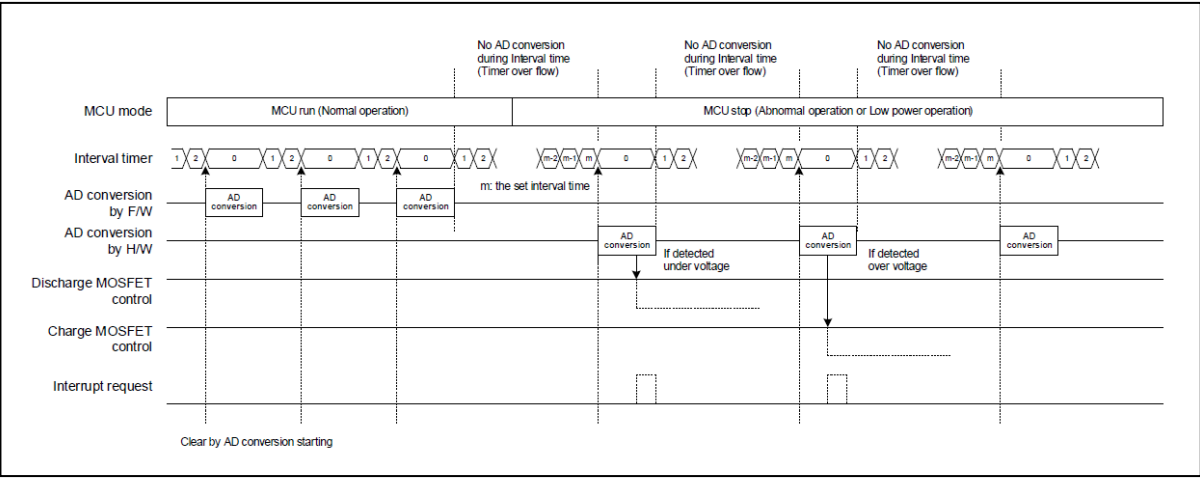 No AD conversion
during Interval time
(Timer over flow)
No AD conversion
during Interval time
(Timer over flow)
No AD conversion
during Interval time
(Timer over flow)
MCU mode
MCU run (Normal operation)
MCU stop (Abnormal operation or Low power operation)
Interval timer
1 2 0 1 2 0 1 2 0 1 2 m-2 m-1 m 0 1 2 m-2 m-1 m 0 1 2 m-2 m-1 m 0 1 2
m: the set interval time
AD conversion
by F/W
AD
conversion
AD
conversion
AD
conversion
AD conversion
by H/W
AD
conversion
If detected
under voltage
AD
conversion
If detected
over voltage
AD
conversion
Discharge MOSFET
control
Charge MOSFET
control
Interrupt request
Clear by AD conversion starting